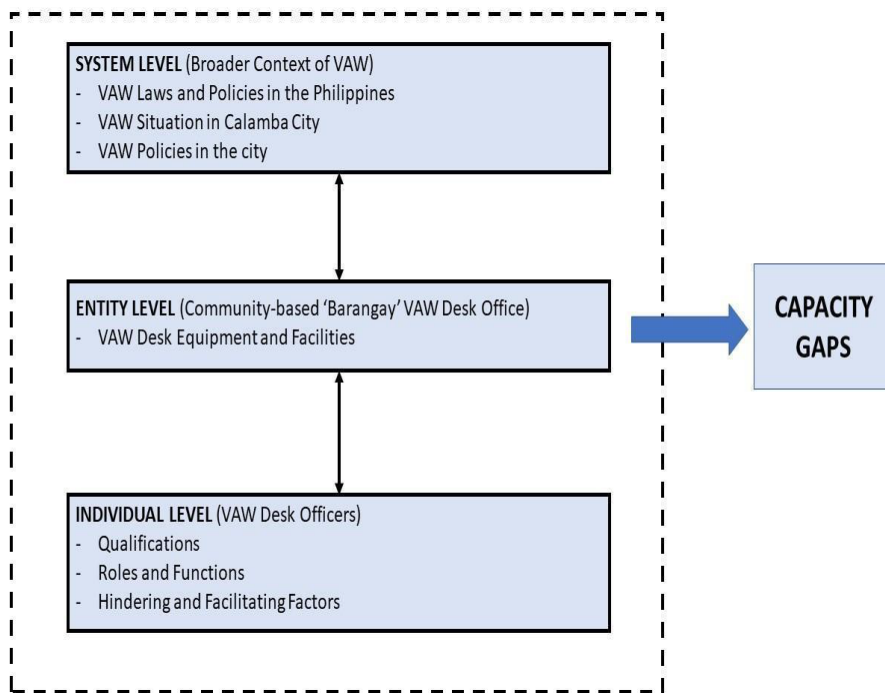 SYSTEM LEVEL (Broader Context of VAW)
- VAW Laws and Policies in the Philippines
- VAW Situation in Calamba City
- VAW Policies in the city
ENTITY LEVEL (Community-based ‘Barangay’ VAW Desk Office)
- VAW Desk Equipment and Facilities
CAPACITY
GAPS
INDIVIDUAL LEVEL (VAW Desk Officers)
- Qualifications
- Roles and Functions
- Hindering and Facilitating Factors